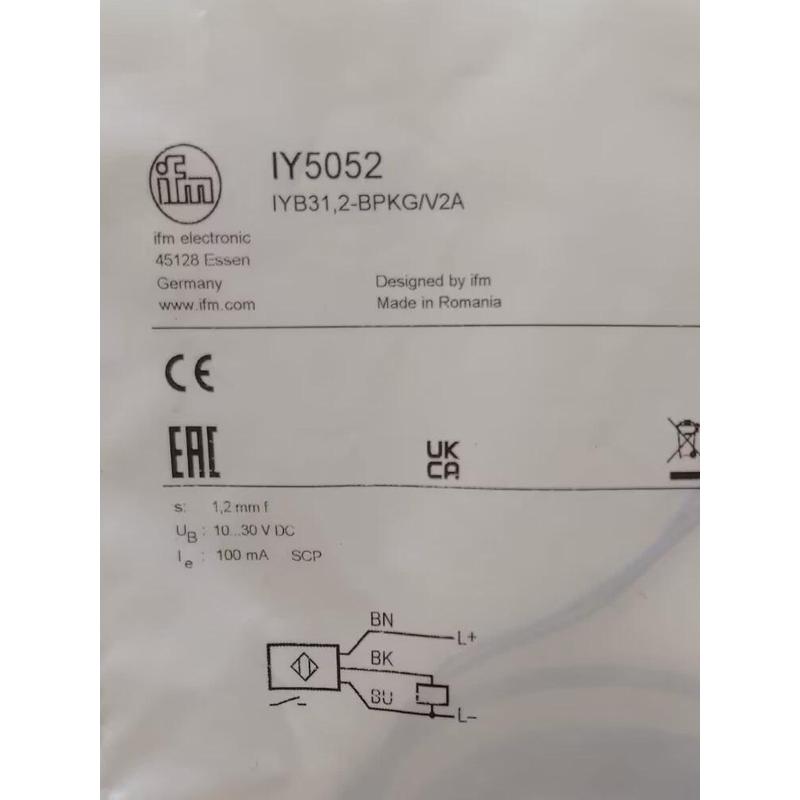 ifm
IY5052
IYB31,2-BPKG/V2A
ifm electronic
45128 Essen
Germany
www.ifm.com
Designed by ifm
Made in Romania
CE
EAC
UK
CA
s: 1,2 mm f
UB : 10...30 V DC
Ie : 100 mA SCP
BN
L+
BK
BU
L-